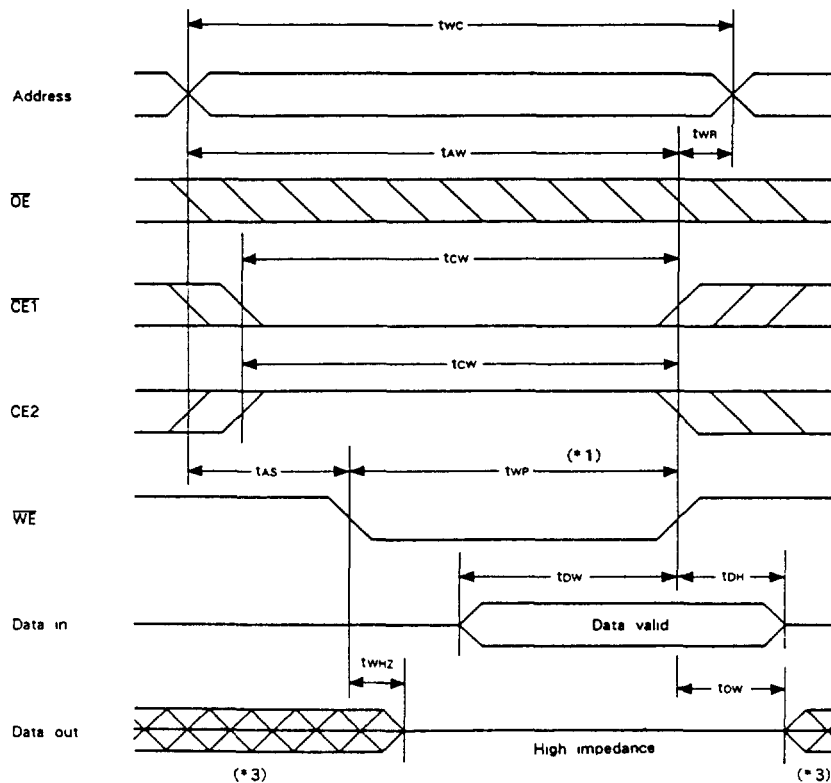 tWC
Address
tWR
tAW
OE
tCW
CE1
tCW
CE2
(*1)
tAS
tWP
WE
tDW
tDH
Data in
Data valid
tWHZ
tOW
Data out
High impedance
(*3)
(*3)